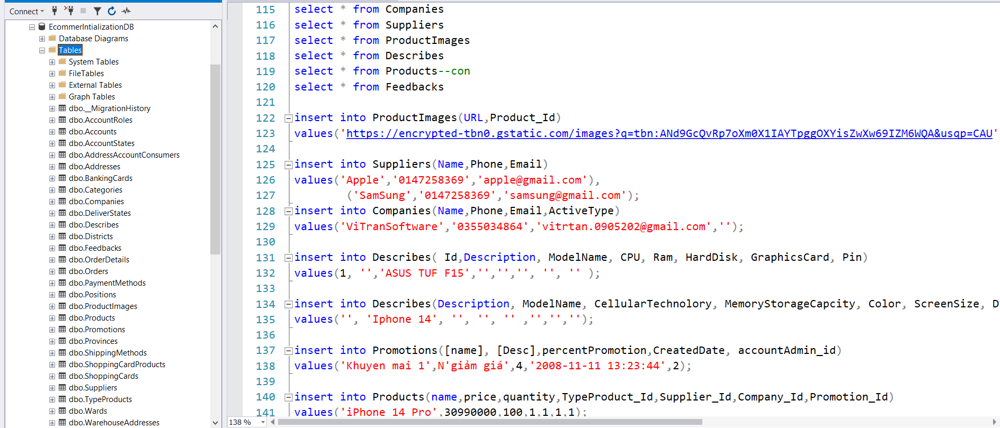 Connect
EcommerIntializationDB
Database Diagrams
Tables
System Tables
FileTables
External Tables
Graph Tables
dbo.__MigrationHistory
dbo.AccountRoles
dbo.Accounts
dbo.AccountStates
dbo.AddressAccountConsumers
dbo.Addresses
dbo.BankingCards
dbo.Categories
dbo.Companies
dbo.DeliverStates
dbo.Describes
dbo.Districts
dbo.Feedbacks
dbo.OrderDetails
dbo.Orders
dbo.PaymentMethods
dbo.Positions
dbo.ProductImages
dbo.Products
dbo.Promotions
dbo.Provinces
dbo.ShippingMethods
dbo.ShoppingCardProducts
dbo.ShoppingCards
dbo.Suppliers
dbo.TypeProducts
dbo.Wards
dbo.WarehouseAddresses
115 select * from Companies
116 select * from Suppliers
117 select * from ProductImages
118 select * from Describes
119 select * from Products--con
120 select * from Feedbacks
121
122 insert into ProductImages(URL,Product_Id)
123 values('https://encrypted-tbn0.gstatic.com/images?q=tbn:ANd9GcQvRp7oXm0X1IAYTpggOXYisZwXw69IZM6WQA&usqp=CAU'
124
125 insert into Suppliers(Name,Phone,Email)
126 values('Apple','0147258369','apple@gmail.com'),
127 ('SamSung','0147258369','samsung@gmail.com');
128 insert into Companies(Name,Phone,Email,ActiveType)
129 values('ViTranSoftware','0355034864','vitrtan.0905202@gmail.com','');
130
131 insert into Describes( Id,Description, ModelName, CPU, Ram, HardDisk, GraphicsCard, Pin)
132 values(1, '','ASUS TUF F15','','','', '', '' );
133
134 insert into Describes(Description, ModelName, CellularTechnolory, MemoryStorageCapcity, Color, ScreenSize, D
135 values('', 'Iphone 14', '', '', '' ,'','','');
136
137 insert into Promotions([name], [Desc],percentPromotion,CreatedDate, accountAdmin_id)
138 values('Khuyen mai 1',N'giảm giá',4,'2008-11-11 13:23:44',2);
139
140 insert into Products(name,price,quantity,TypeProduct_Id,Supplier_Id,Company_Id,Promotion_Id)
141 values('iPhone 14 Pro',30990000,100,1,1,1,1);
138 %